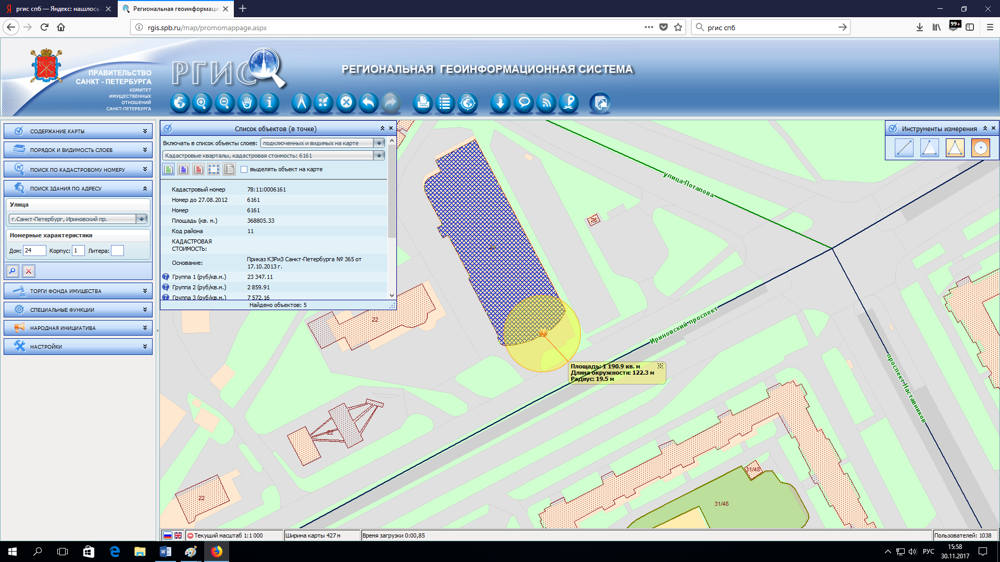 ргис спб — Яндекс: нашлось
Региональная геоинформаци
rgis.spb.ru/map/promomappage.aspx
ргис спб
99+
ПРАВИТЕЛЬСТВО
САНКТ - ПЕТЕРБУРГА
КОМИТЕТ
ИМУЩЕСТВЕННЫХ
ОТНОШЕНИЙ
САНКТ-ПЕТЕРБУРГА
РГИС
РЕГИОНАЛЬНАЯ ГЕОИНФОРМАЦИОННАЯ СИСТЕМА
СОДЕРЖАНИЕ КАРТЫ
ПОРЯДОК И ВИДИМОСТЬ СЛОЕВ
ПОИСК ПО КАДАСТРОВОМУ НОМЕРУ
ПОИСК ЗДАНИЯ ПО АДРЕСУ
Улица
г.Санкт-Петербург, Ириновский пр.
Номерные характеристики
Дом: 24 Корпус: 1 Литера:
ТОРГИ ФОНДА ИМУЩЕСТВА
СПЕЦИАЛЬНЫЕ ФУНКЦИИ
НАРОДНАЯ ИНИЦИАТИВА
НАСТРОЙКИ
Список объектов (в точке)
Включать в список объекты слоев: подключенных и видимых на карте
Кадастровые кварталы, кадастровая стоимость: 6161
выделять объект на карте
Кадастровый номер 78:11:0006161
Номер до 27.08.2012 6161
Номер 6161
Площадь (кв. м.) 368805.33
Код района 11
КАДАСТРОВАЯ
СТОИМОСТЬ:
Основание: Приказ КЗРиЗ Санкт-Петербурга № 365 от
17.10.2013 г.
Группа 1 (руб/кв.м.) 23 347.11
Группа 2 (руб/кв.м.) 2 859.91
Группа 3 (руб/кв.м.) 7 572.16
Найдено объектов: 5
Инструменты измерения
улица Потапова
26
22
Ириновский проспект
проспект Наставников
Площадь: 1 190.9 кв. м
Длина окружности: 122.3 м
Радиус: 19.5 м
22
22
31/48
31/48
Текущий масштаб 1:1 000
Ширина карты 427 м
Время загрузки 0:00,85
Пользователей: 1038
РУС
15:58
30.11.2017